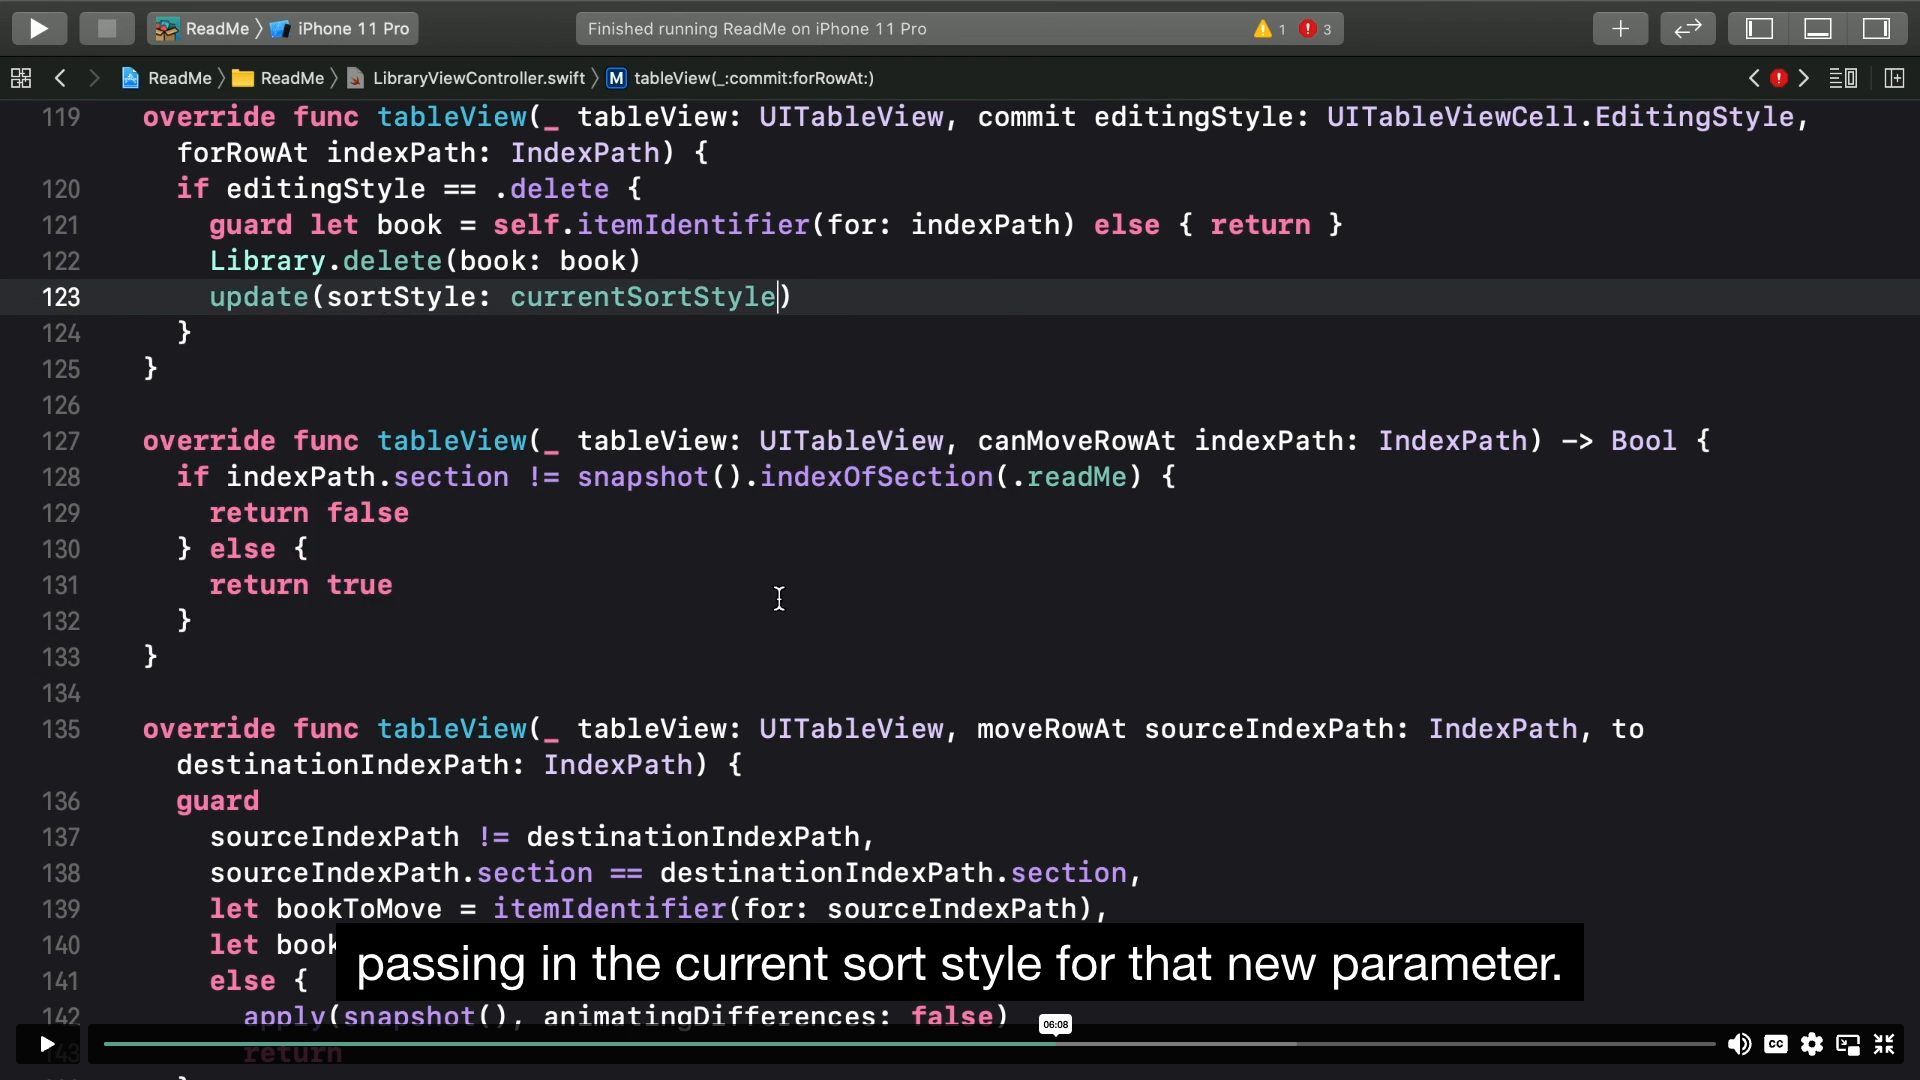 ReadMe 〉 iPhone 11 Pro
Finished running ReadMe on iPhone 11 Pro
1
3
ReadMe 〉 ReadMe 〉 LibraryViewController.swift 〉 M tableView(_:commit:forRowAt:)
119 override func tableView(_ tableView: UITableView, commit editingStyle: UITableViewCell.EditingStyle,
forRowAt indexPath: IndexPath) {
120 if editingStyle == .delete {
121 guard let book = self.itemIdentifier(for: indexPath) else { return }
122 Library.delete(book: book)
123 update(sortStyle: currentSortStyle)
124 }
125 }
126
127 override func tableView(_ tableView: UITableView, canMoveRowAt indexPath: IndexPath) -> Bool {
128 if indexPath.section != snapshot().indexOfSection(.readMe) {
129 return false
130 } else {
131 return true
132 }
133 }
134
135 override func tableView(_ tableView: UITableView, moveRowAt sourceIndexPath: IndexPath, to
destinationIndexPath: IndexPath) {
136 guard
137 sourceIndexPath != destinationIndexPath,
138 sourceIndexPath.section == destinationIndexPath.section,
139 let bookToMove = itemIdentifier(for: sourceIndexPath),
140 let book
passing in the current sort style for that new parameter.
141 else {
142 apply(snapshot(), animatingDifferences: false)
06:08
143 return
CC